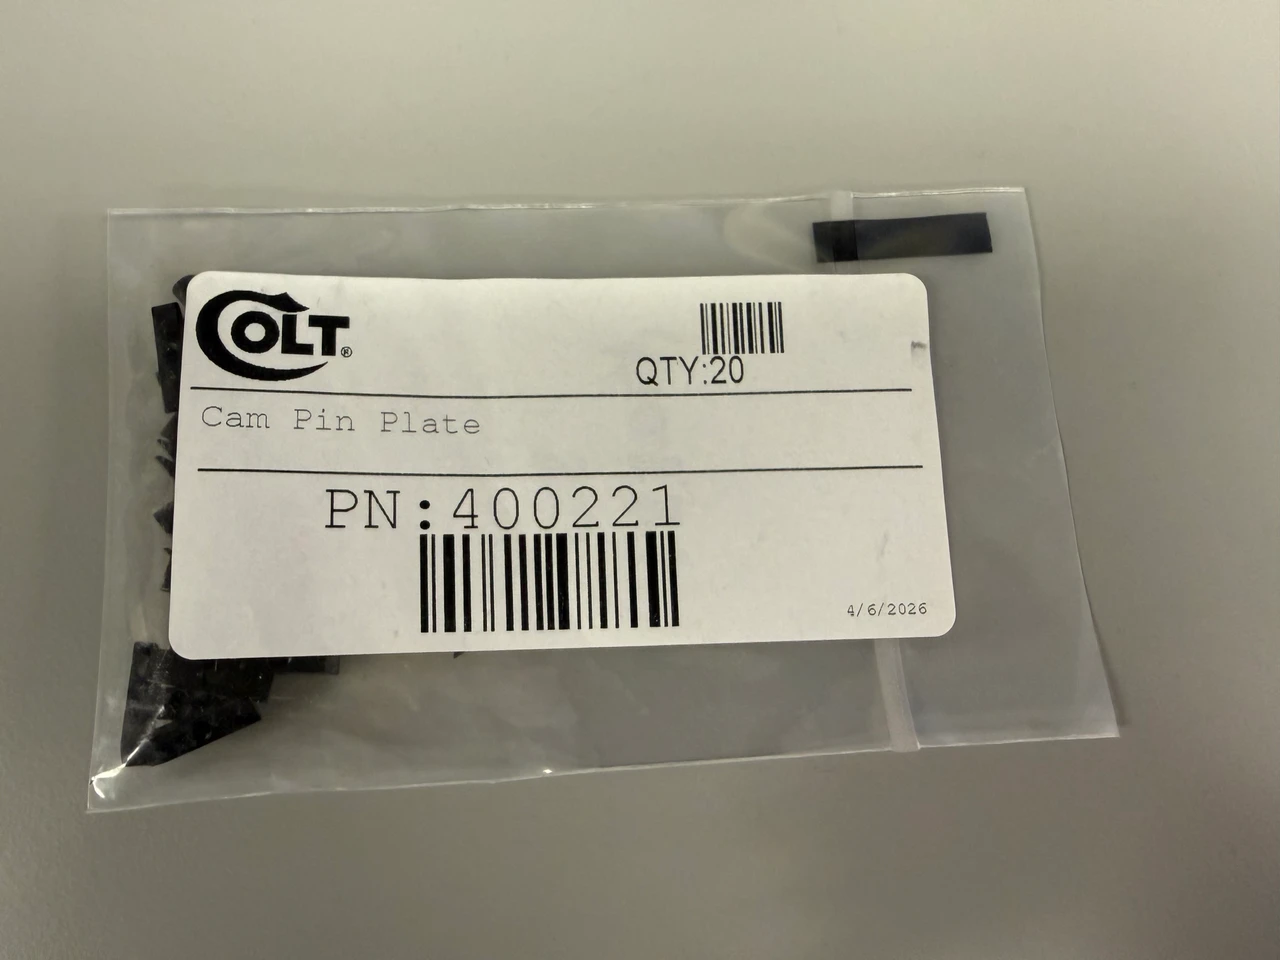 COLT®
QTY:20
Cam Pin Plate
PN:400221
4/6/2026